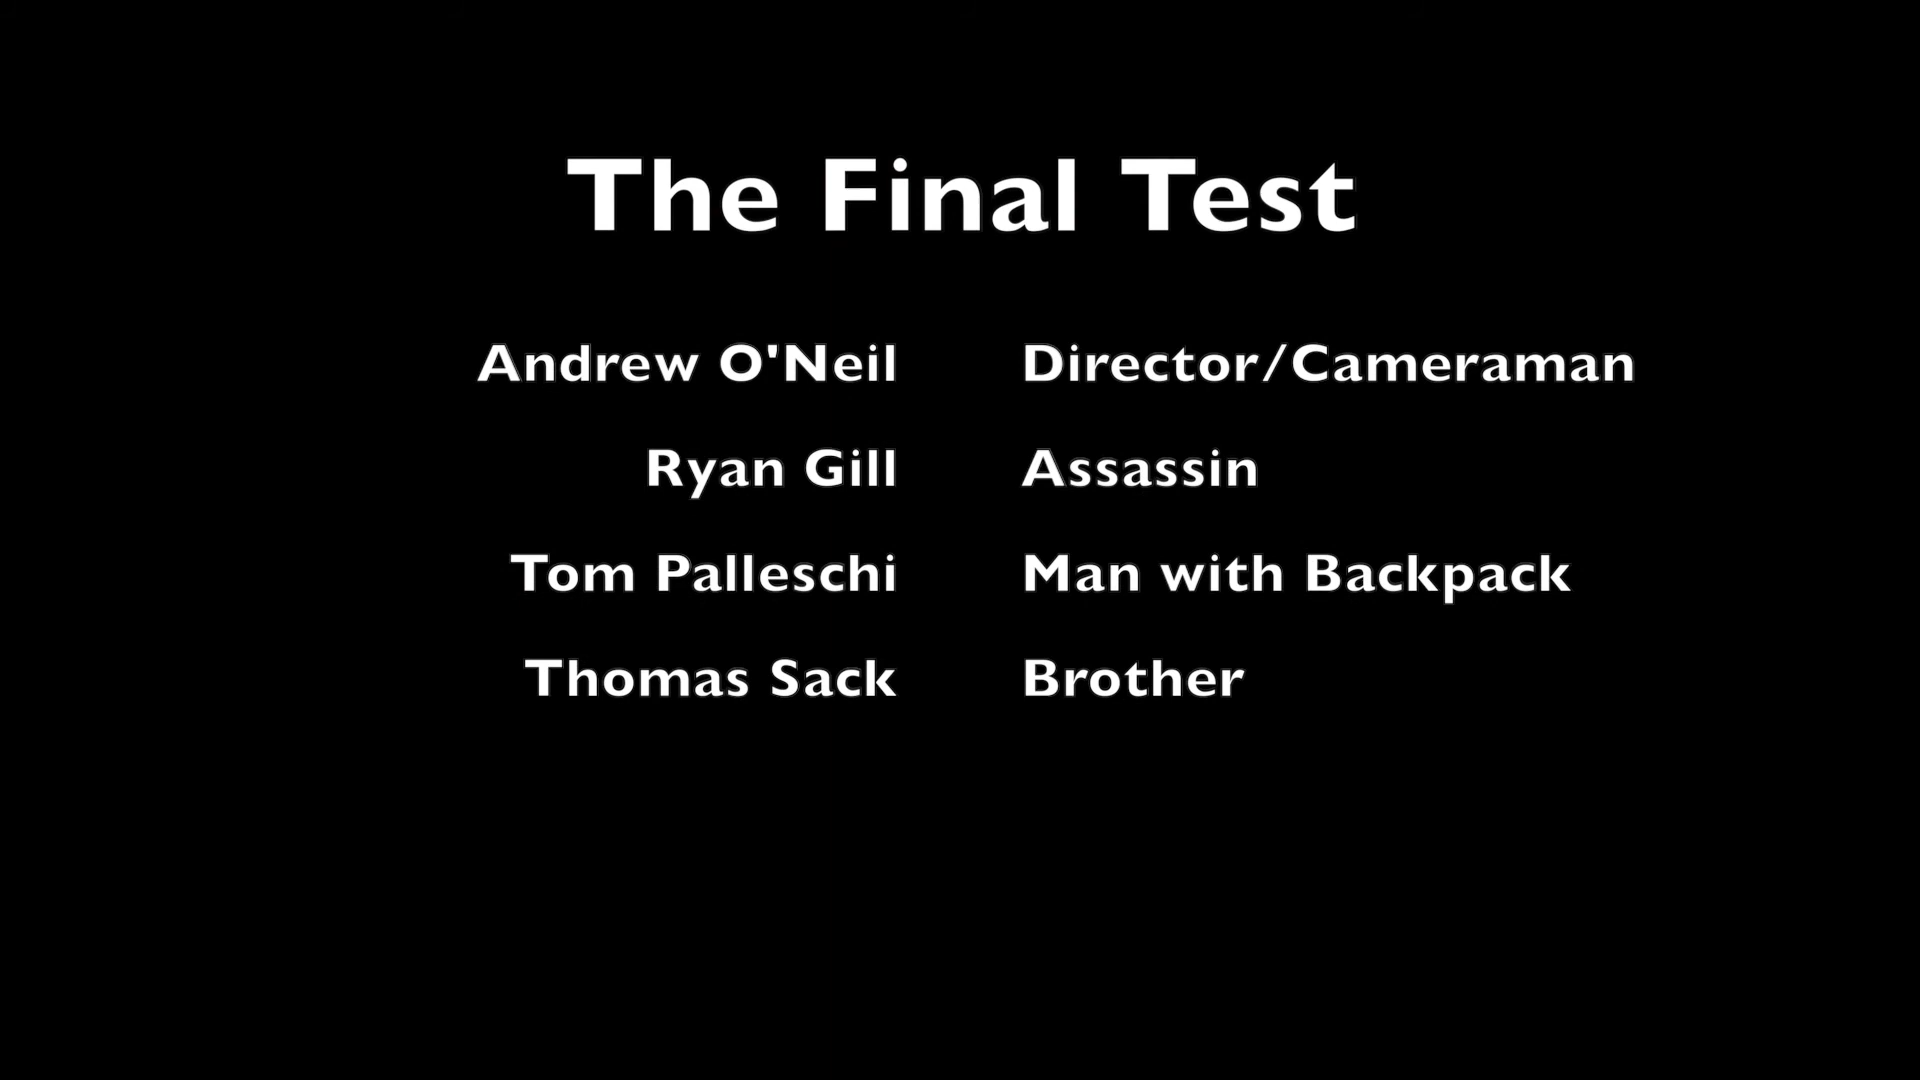 The Final Test
Andrew O'Neil Director/Cameraman
Ryan Gill Assassin
Tom Palleschi Man with Backpack
Thomas Sack Brother